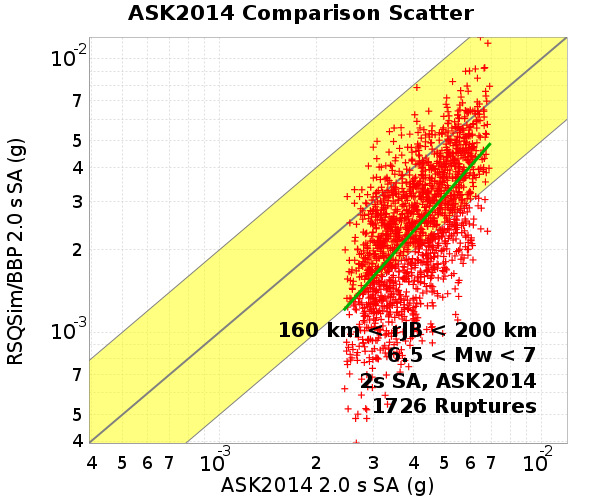 ASK2014 Comparison Scatter
RSQSim/BBP 2.0 s SA (g)
10-2
7
5
4
3
2
10-3
7
5
4
160 km < rJB < 200 km
6.5 < Mw < 7
2s SA, ASK2014
1726 Ruptures
4 5 6 7 10-3 2 3 4 5 6 7 10-2
ASK2014 2.0 s SA (g)